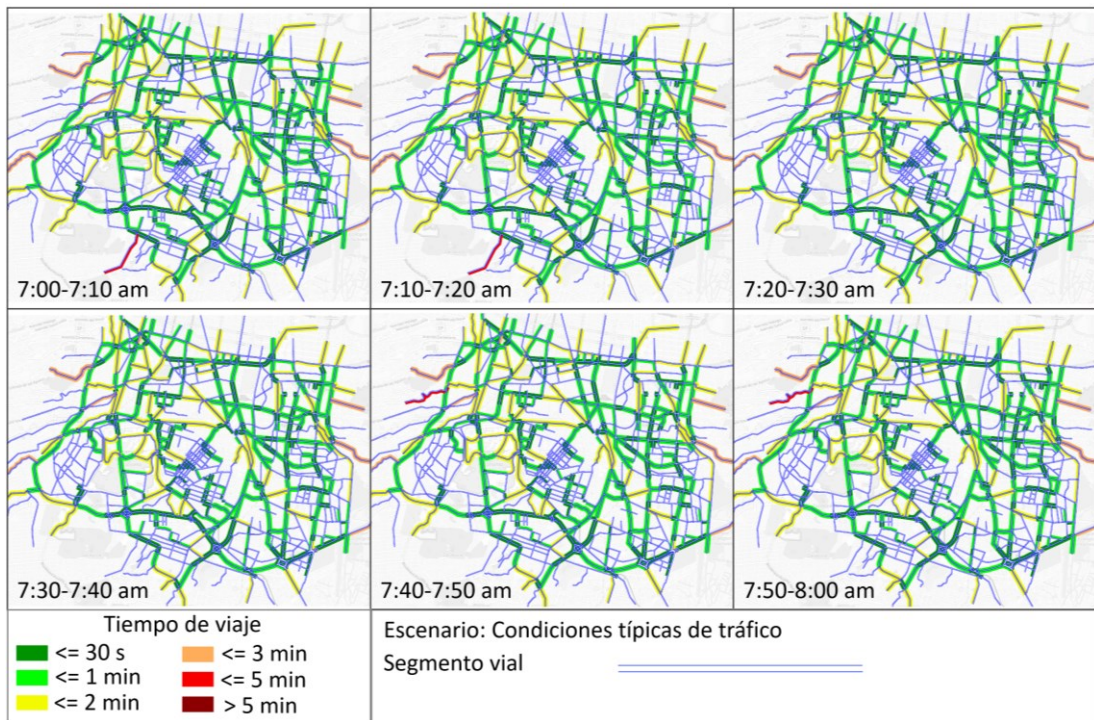 7:00-7:10 am
7:10-7:20 am
7:20-7:30 am
7:30-7:40 am
7:40-7:50 am
7:50-8:00 am
Tiempo de viaje
<= 30 s
<= 1 min
<= 2 min
<= 3 min
<= 5 min
> 5 min
Escenario: Condiciones típicas de tráfico
Segmento vial